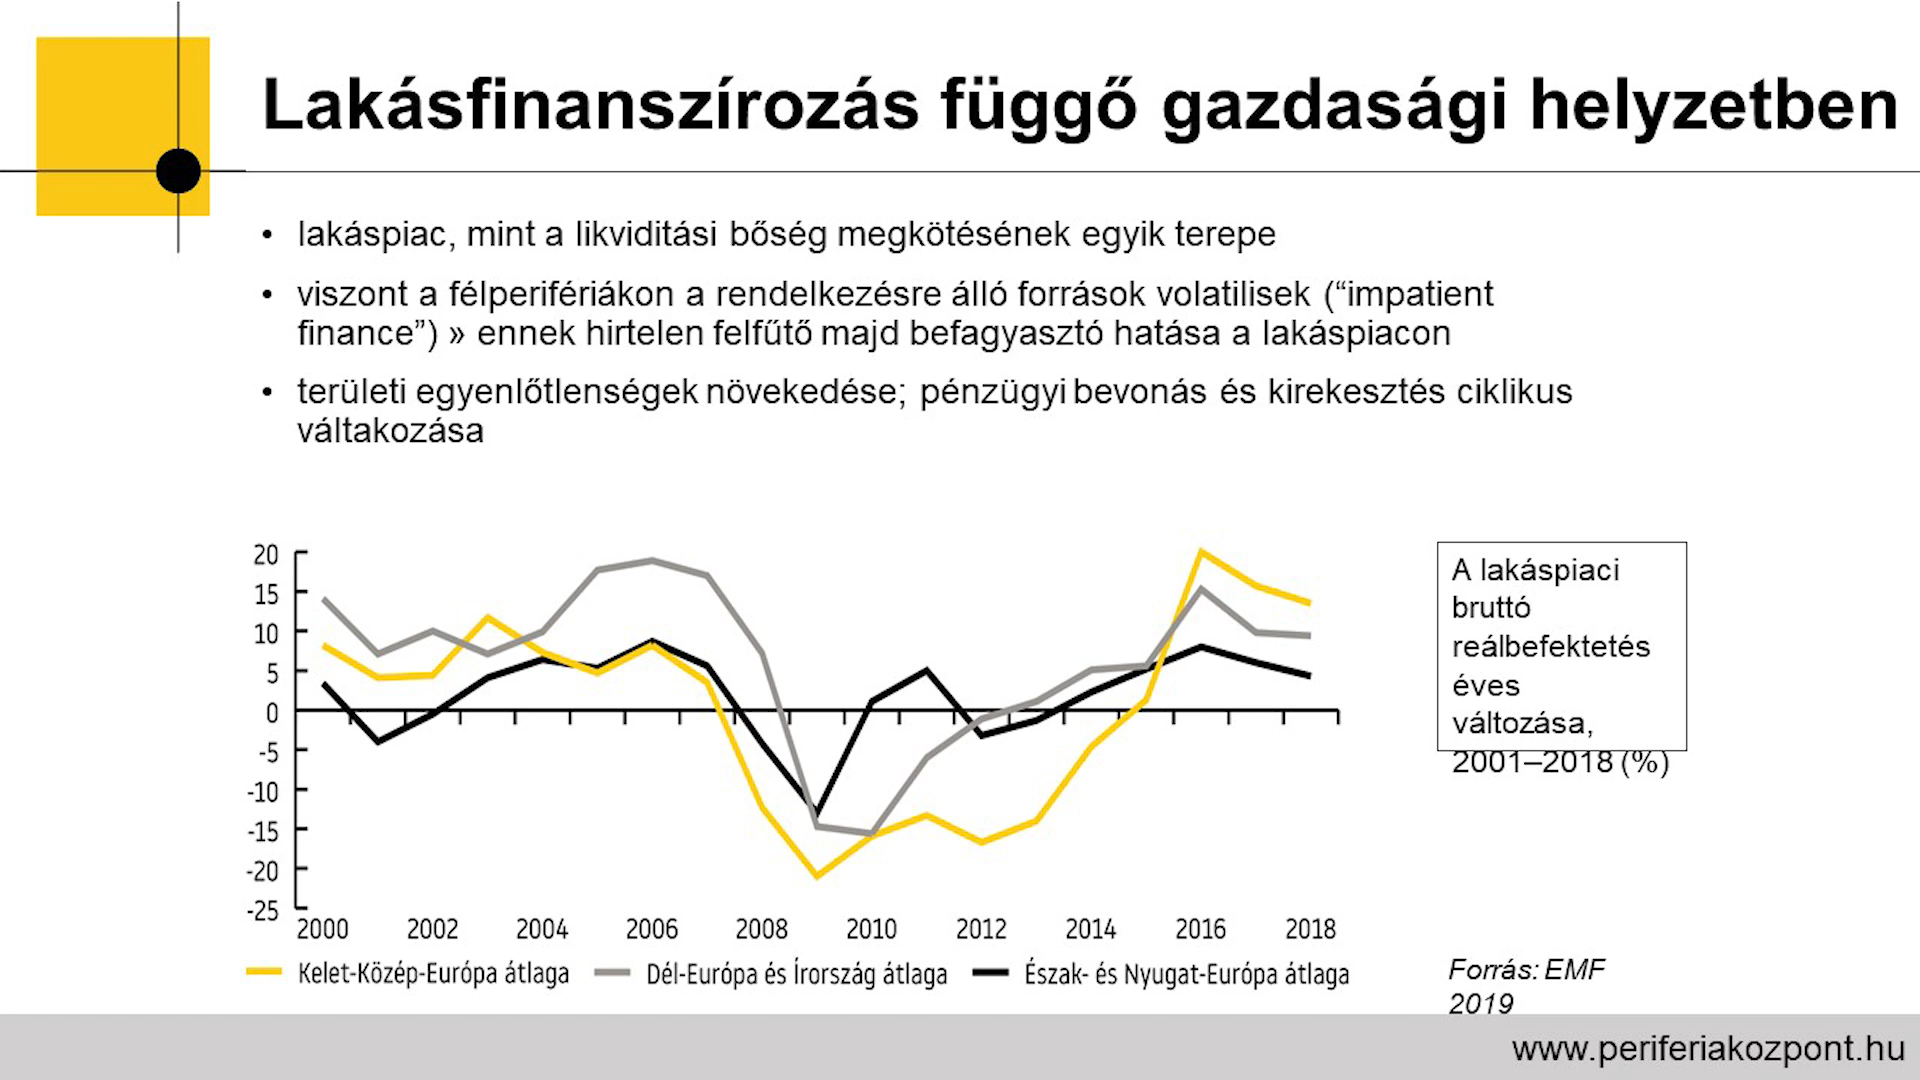 Lakásfinanszírozás függő gazdasági helyzetben
• lakáspiac, mint a likviditási bőség megkötésének egyik terepe
• viszont a félperifériákon a rendelkezésre álló források volatilisek (“impatient
finance”) » ennek hirtelen felfűtő majd befagyasztó hatása a lakáspiacon
• területi egyenlőtlenségek növekedése; pénzügyi bevonás és kirekesztés ciklikus
váltakozása
20
15
10
5
0
-5
-10
-15
-20
-25
2000 2002 2004 2006 2008 2010 2012 2014 2016 2018
Kelet-Közép-Európa átlaga Dél-Európa és Írország átlaga Észak- és Nyugat-Európa átlaga
A lakáspiaci
bruttó
reálbefektetés
éves
változása,
2001–2018 (%)
Forrás: EMF
2019
www.periferiakozpont.hu